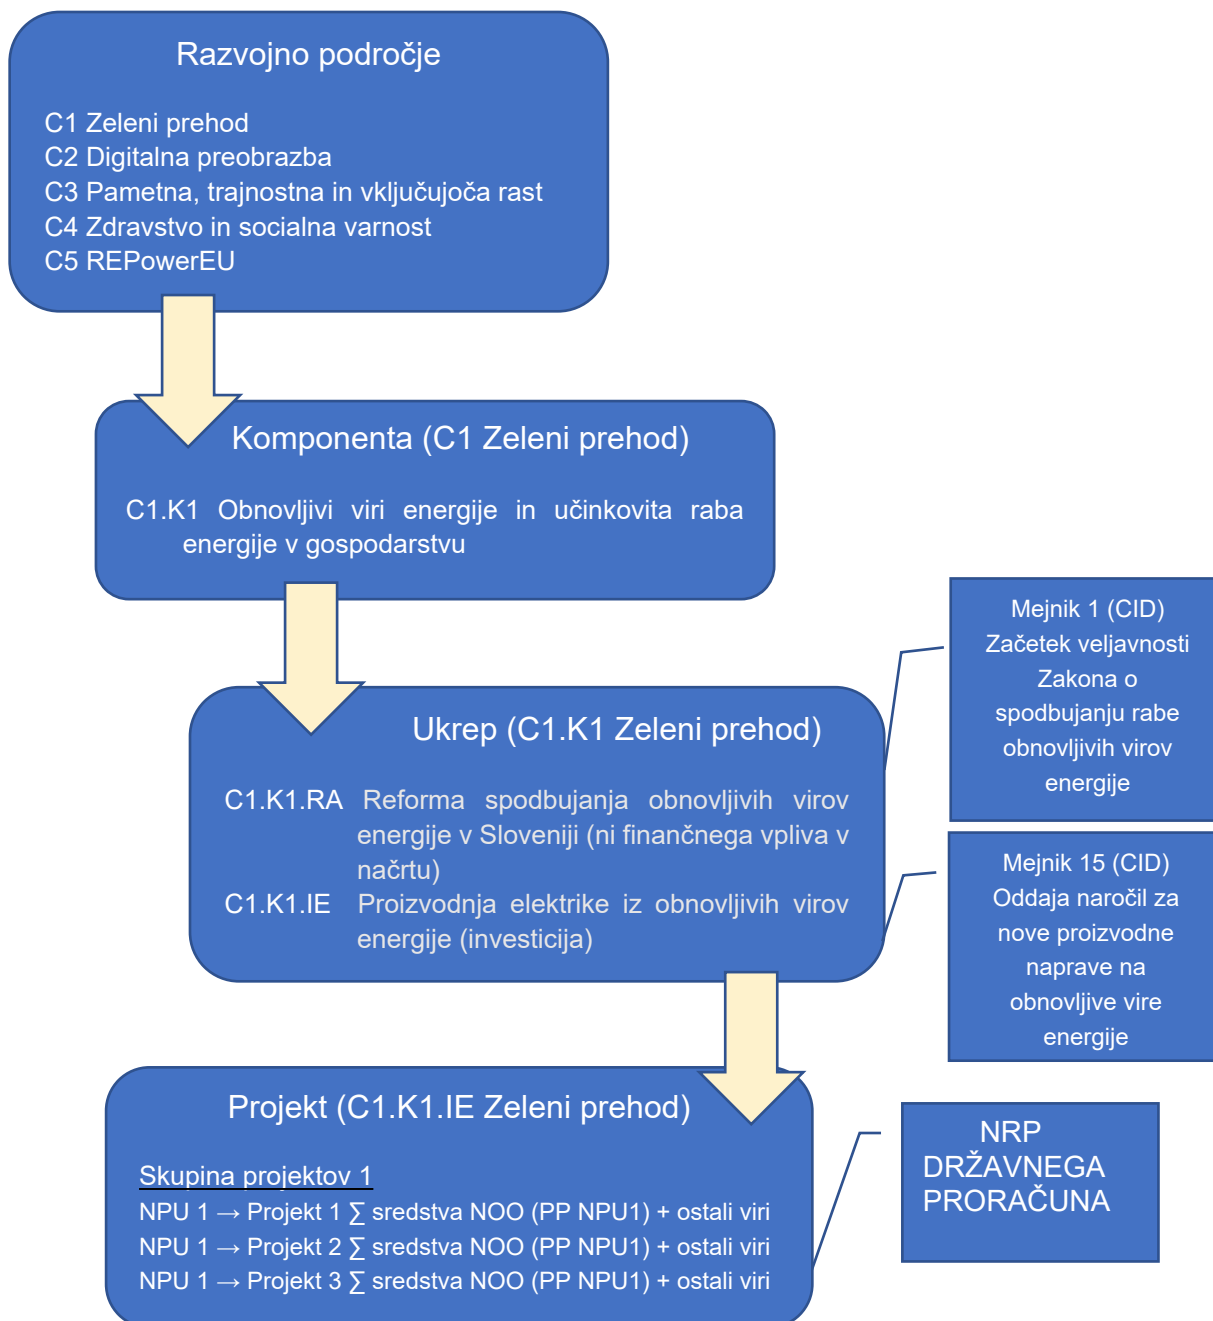 Razvojno področje
C1 Zeleni prehod
C2 Digitalna preobrazba
C3 Pametna, trajnostna in vključujoča rast
C4 Zdravstvo in socialna varnost
C5 REPowerEU
Komponenta (C1 Zeleni prehod)
C1.K1 Obnovljivi viri energije in učinkovita raba
energije v gospodarstvu
Ukrep (C1.K1 Zeleni prehod)
C1.K1.RA Reforma spodbujanja obnovljivih virov
energije v Sloveniji (ni finančnega vpliva v
načrtu)
C1.K1.IE Proizvodnja elektrike iz obnovljivih virov
energije (investicija)
Mejnik 1 (CID)
Začetek veljavnosti
Zakona o
spodbujanju rabe
obnovljivih virov
energije
Mejnik 15 (CID)
Oddaja naročil za
nove proizvodne
naprave na
obnovljive vire
energije
Projekt (C1.K1.IE Zeleni prehod)
Skupina projektov 1
NPU 1 → Projekt 1 ∑ sredstva NOO (PP NPU1) + ostali viri
NPU 1 → Projekt 2 ∑ sredstva NOO (PP NPU1) + ostali viri
NPU 1 → Projekt 3 ∑ sredstva NOO (PP NPU1) + ostali viri
NRP
DRŽAVNEGA
PRORAČUNA